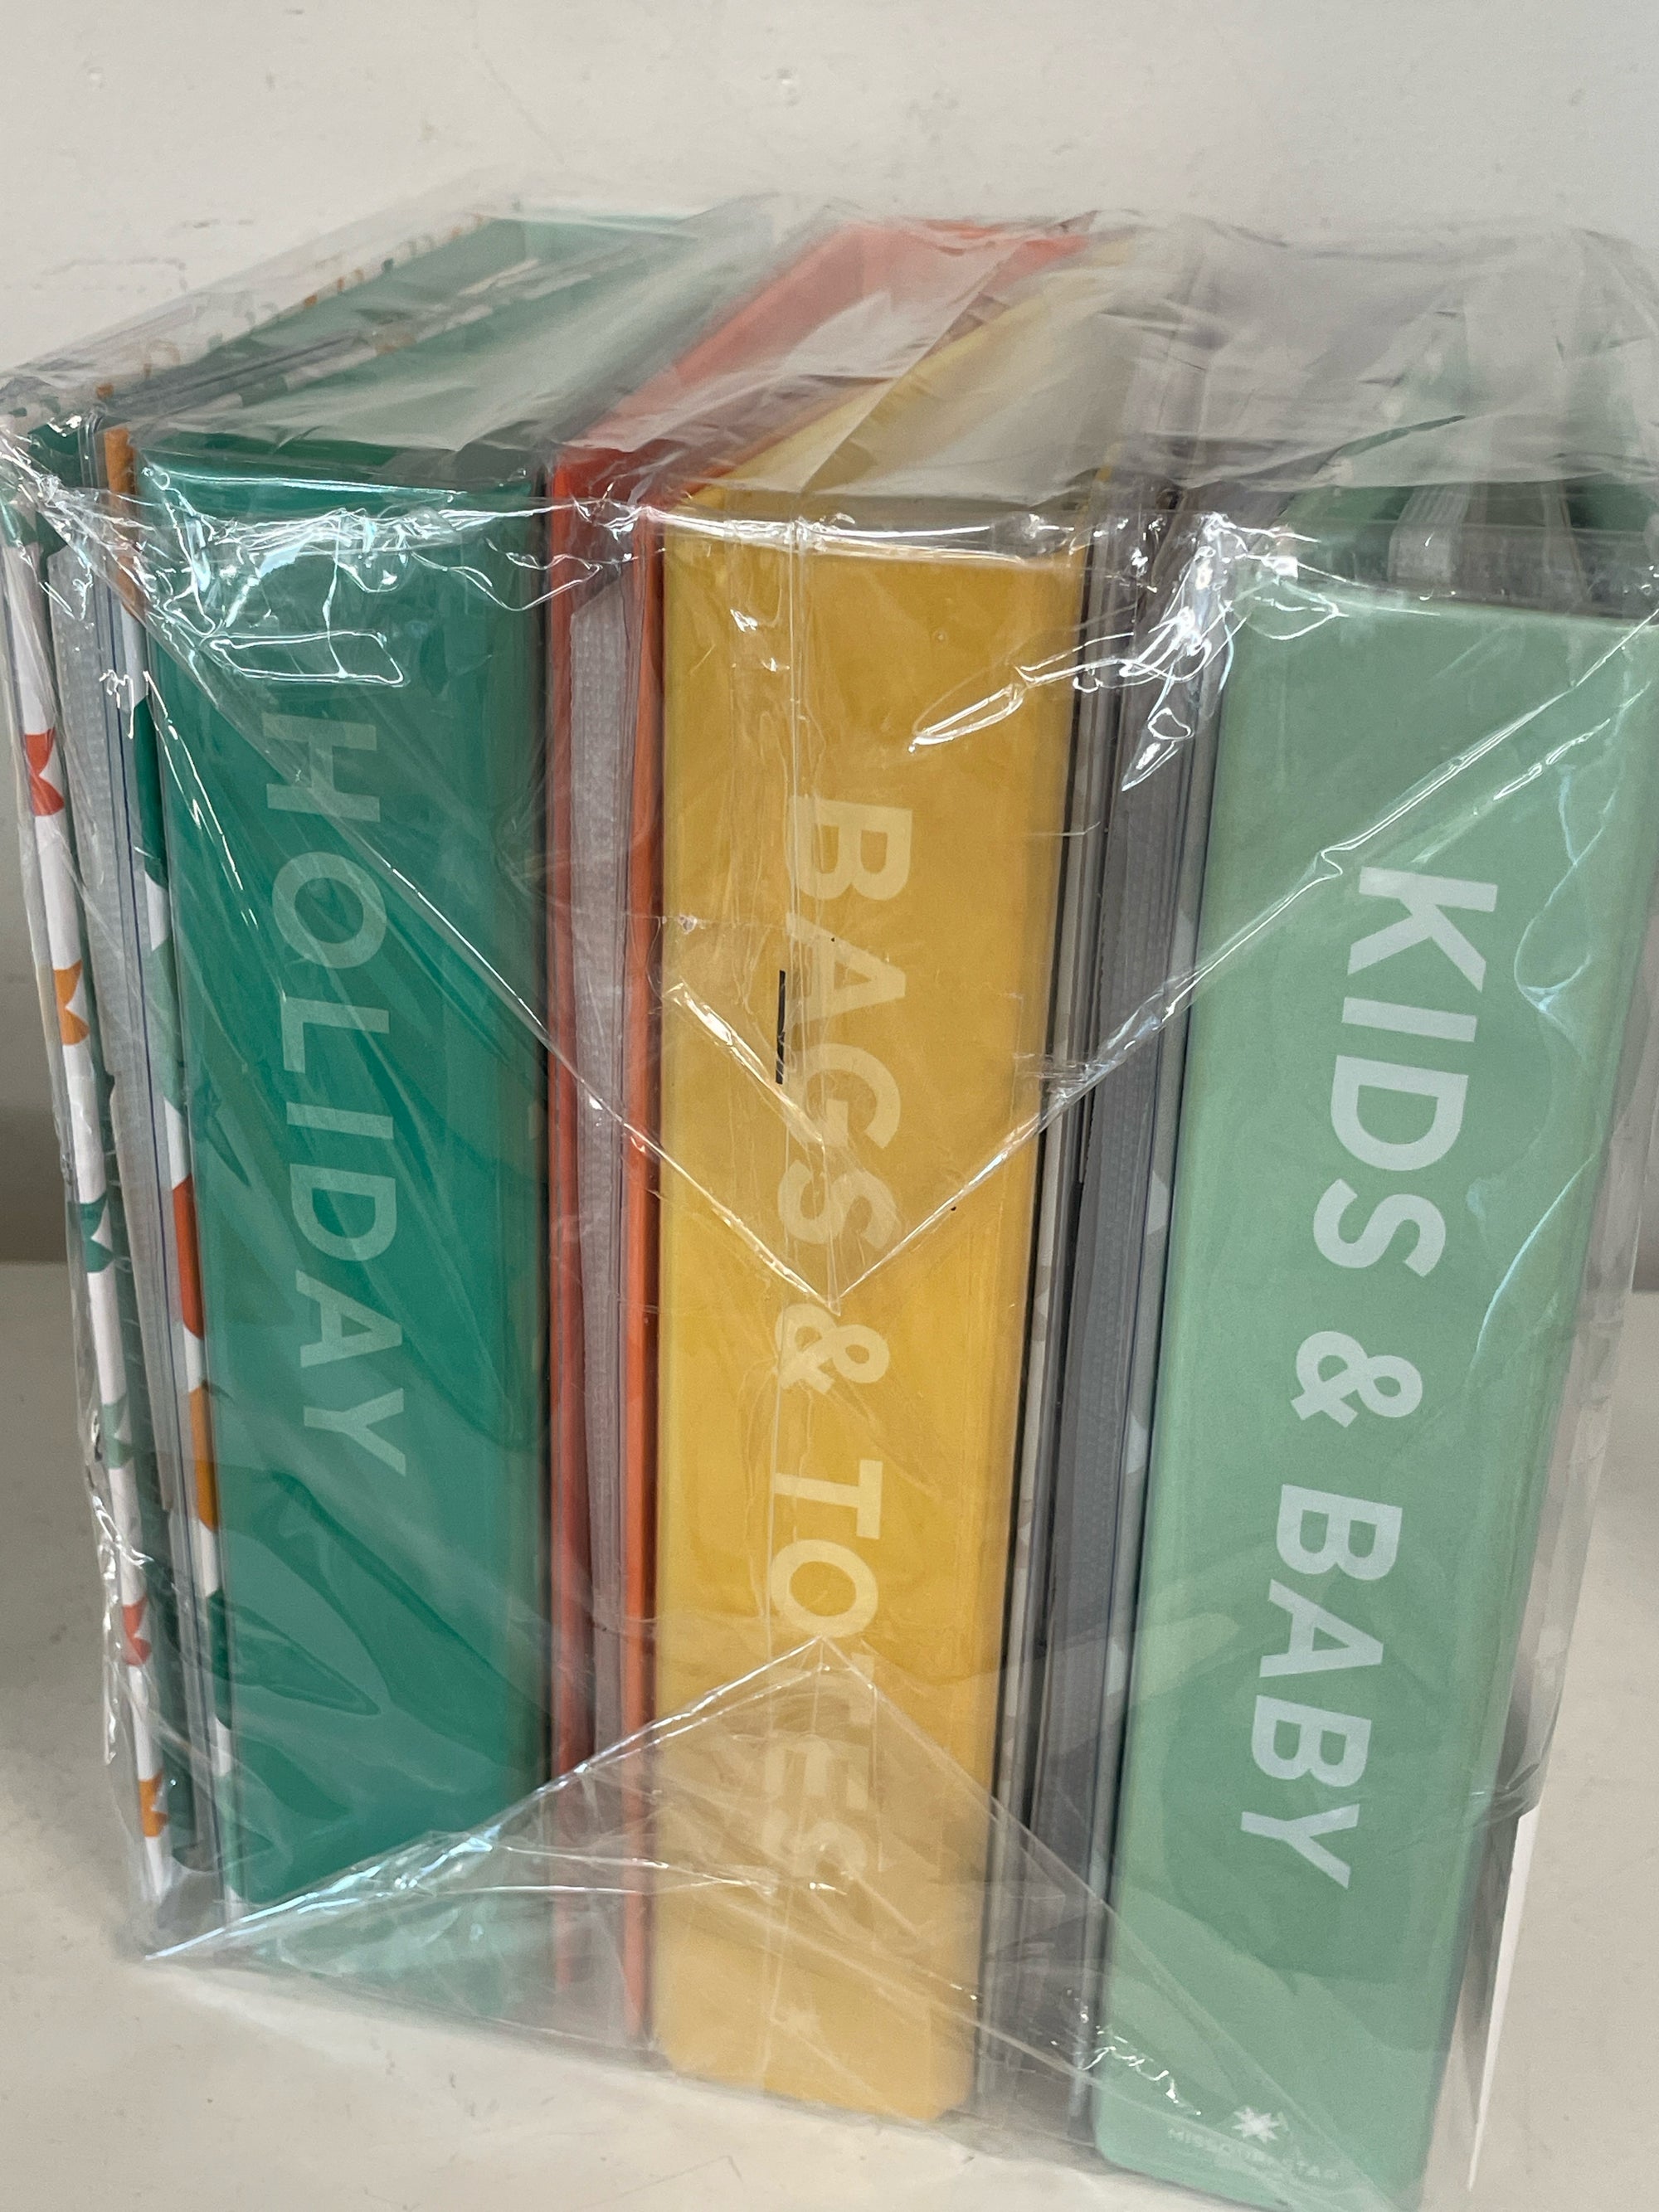 HOLIDAY
BAGS & TOTES
KIDS & BABY